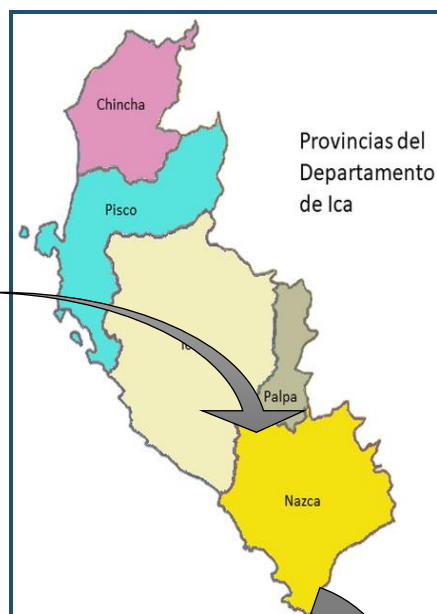 Chincha
Provincias del
Departamento
de Ica
Pisco
Palpa
Nazca